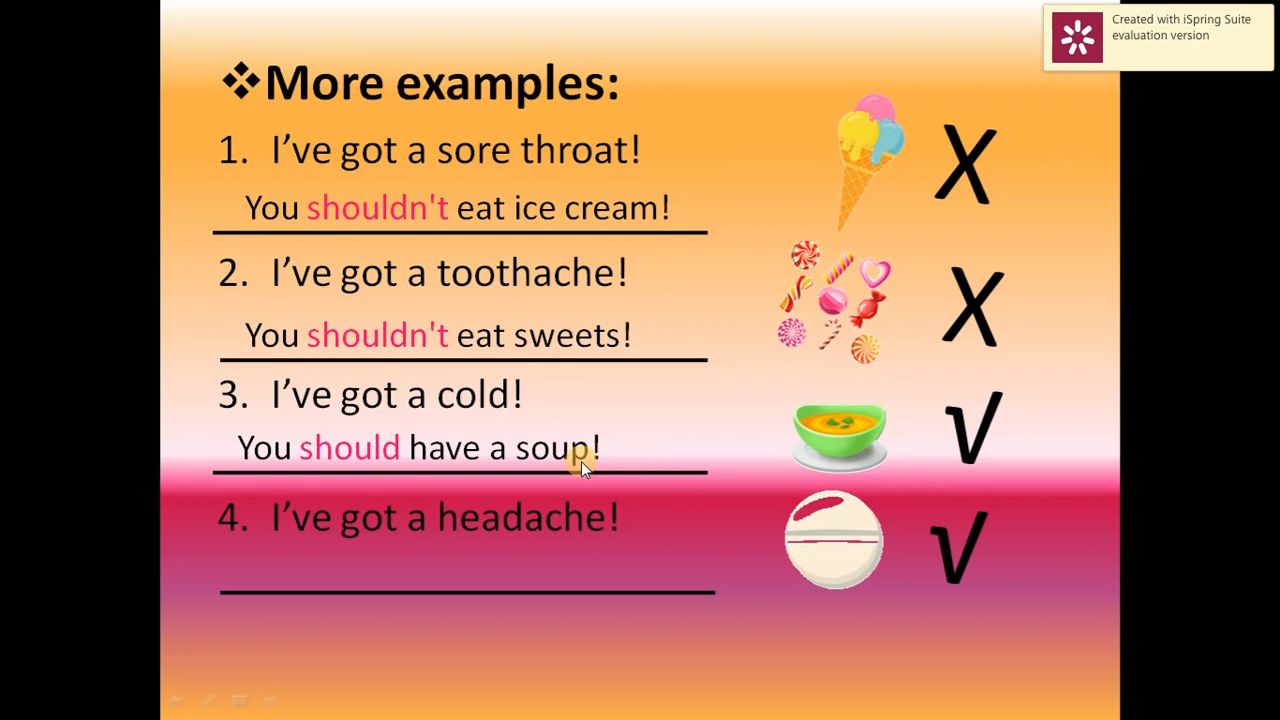 Created with iSpring Suite
evaluation version
❖More examples:
1. I’ve got a sore throat!
X
You shouldn't eat ice cream!
2. I’ve got a toothache!
X
You shouldn't eat sweets!
3. I’ve got a cold!
√
You should have a soup!
4. I’ve got a headache!
√